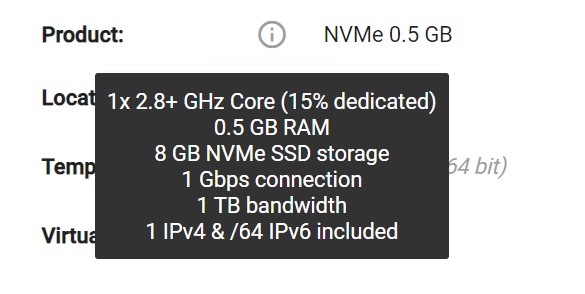 Product: NVMe 0.5 GB
Locat
1x 2.8+ GHz Core (15% dedicated)
0.5 GB RAM
8 GB NVMe SSD storage
1 Gbps connection
1 TB bandwidth
1 IPv4 & /64 IPv6 included
Temp 64 bit)
Virtua